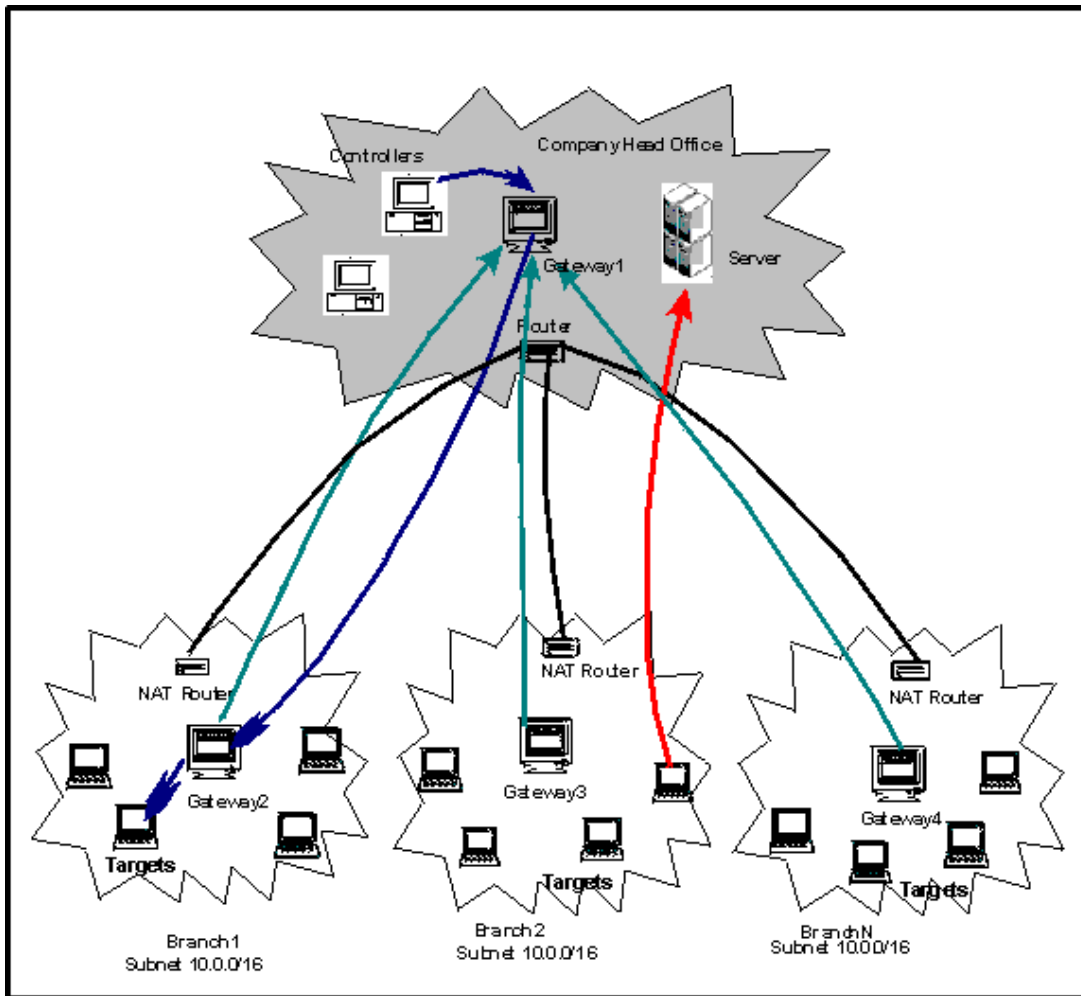 Company Head Office
Controllers
Gateway1
Server
Router
NAT Router
NAT Router
NAT Router
Gateway2
Gateway3
Gateway4
Targets
Targets
Targets
Branch1
Subnet 10.0.0/16
Branch2
Subnet 10.0.0/16
BranchN
Subnet 10.0.0/16